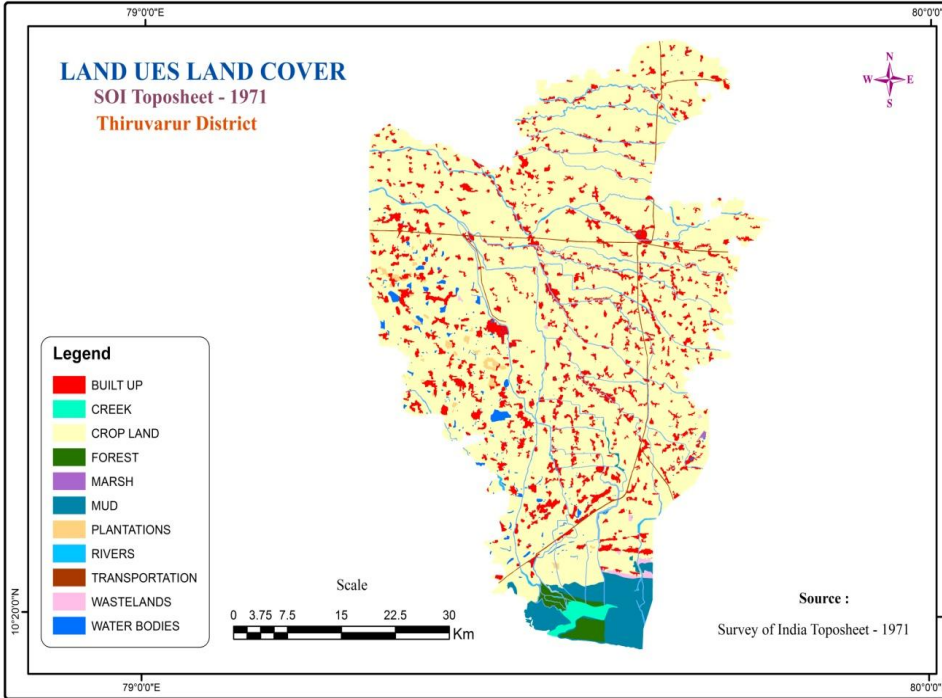 79°0'0"E
80°0'0"E
LAND UES LAND COVER
SOI Toposheet - 1971
Thiruvarur District
N
W E
S
Legend
BUILT UP
CREEK
CROP LAND
FOREST
MARSH
MUD
PLANTATIONS
RIVERS
TRANSPORTATION
WASTELANDS
WATER BODIES
Scale
0 3.75 7.5 15 22.5 30
Km
Source :
Survey of India Toposheet - 1971
10°20'0"N
79°0'0"E
80°0'0"E